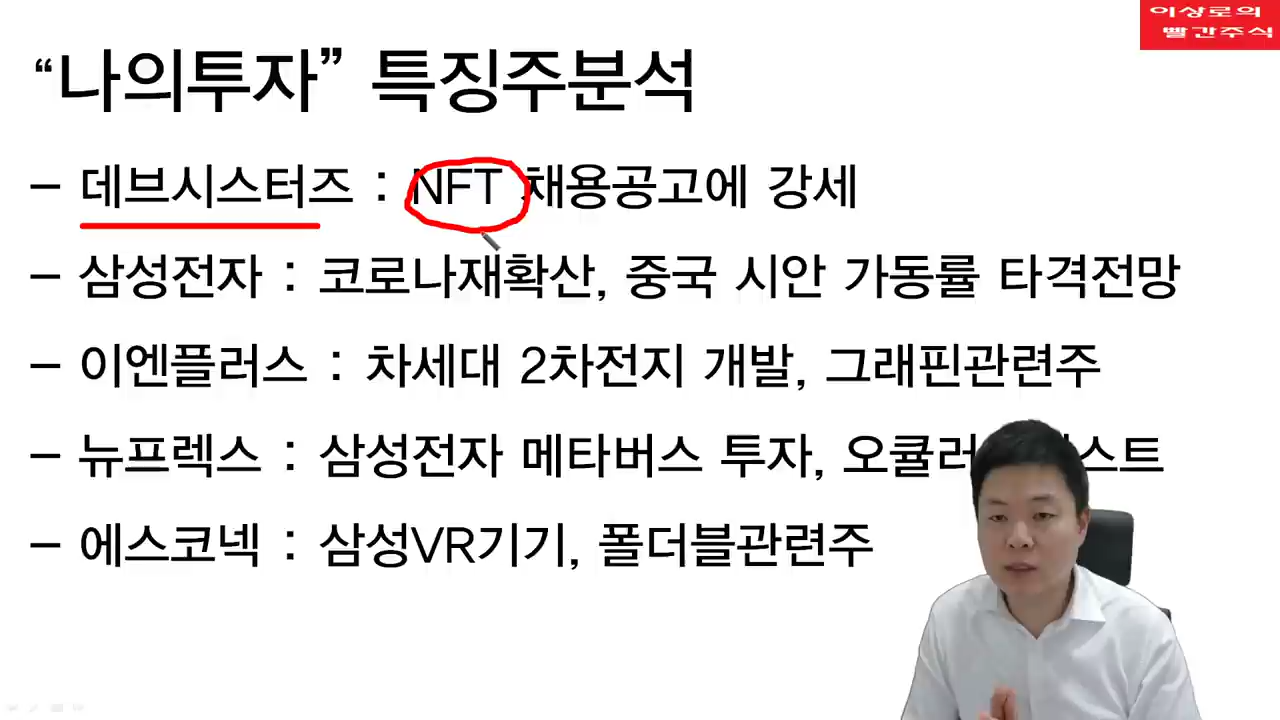 이상로의
빨간주식
“나의투자” 특징주분석
– 데브시스터즈 : NFT 채용공고에 강세
– 삼성전자 : 코로나재확산, 중국 시안 가동률 타격전망
– 이엔플러스 : 차세대 2차전지 개발, 그래핀관련주
– 뉴프렉스 : 삼성전자 메타버스 투자,
– 에스코넥 : 삼성VR기기, 폴더블관련주